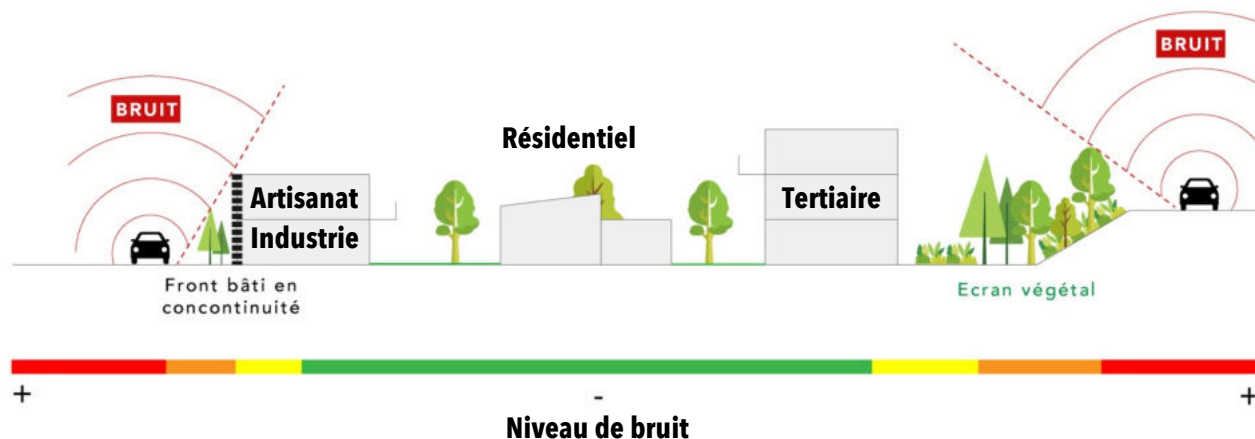 BRUIT
BRUIT
Résidentiel
Artisanat
Industrie
Tertiaire
Front bâti en
concontinuité
Ecran végétal
+
-
+
Niveau de bruit